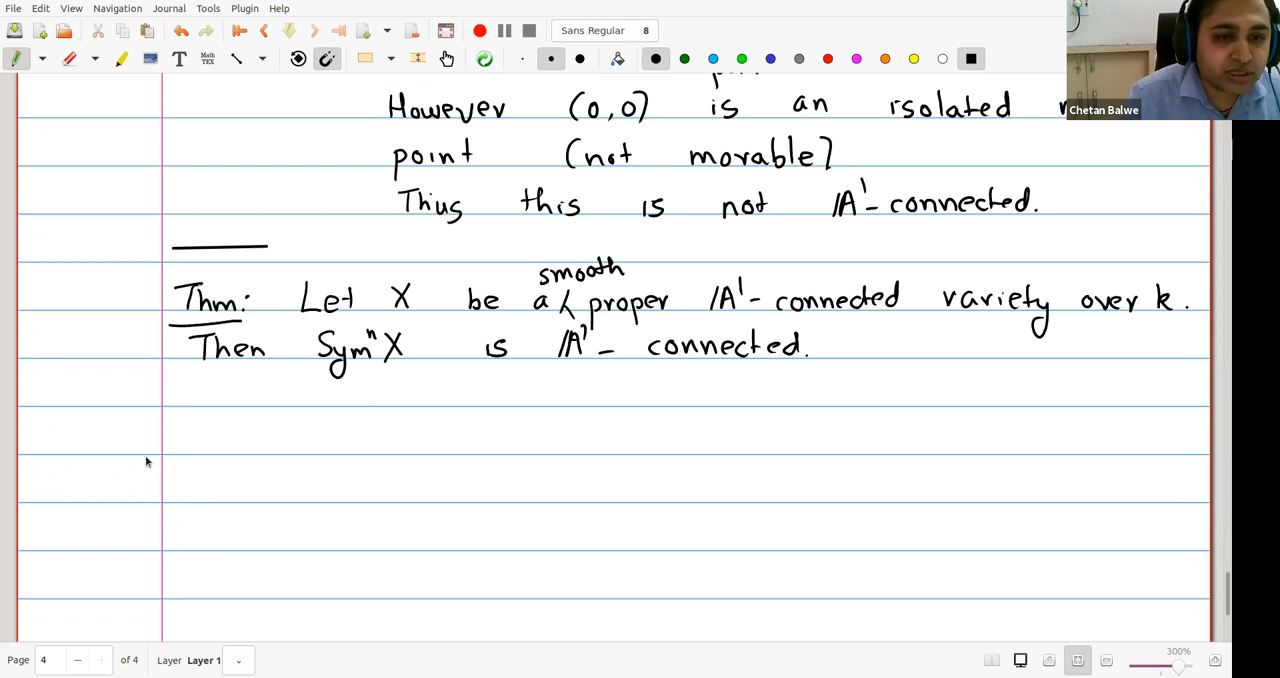 File Edit View Navigation Journal Tools Plugin Help
Sans Regular 8
Chetan Balwe
However (0,0) is an isolated
point (not movable)
Thus this is not 𝔸¹-connected.
smooth
Thm: Let X be a proper 𝔸¹-connected variety over k.
Then Symⁿ X is 𝔸¹-connected.
Page 4 of 4 Layer Layer 1 300%